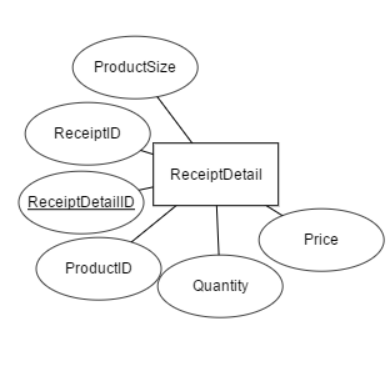 ProductSize
ReceiptID
ReceiptDetail
ReceiptDetailID
Price
ProductID
Quantity